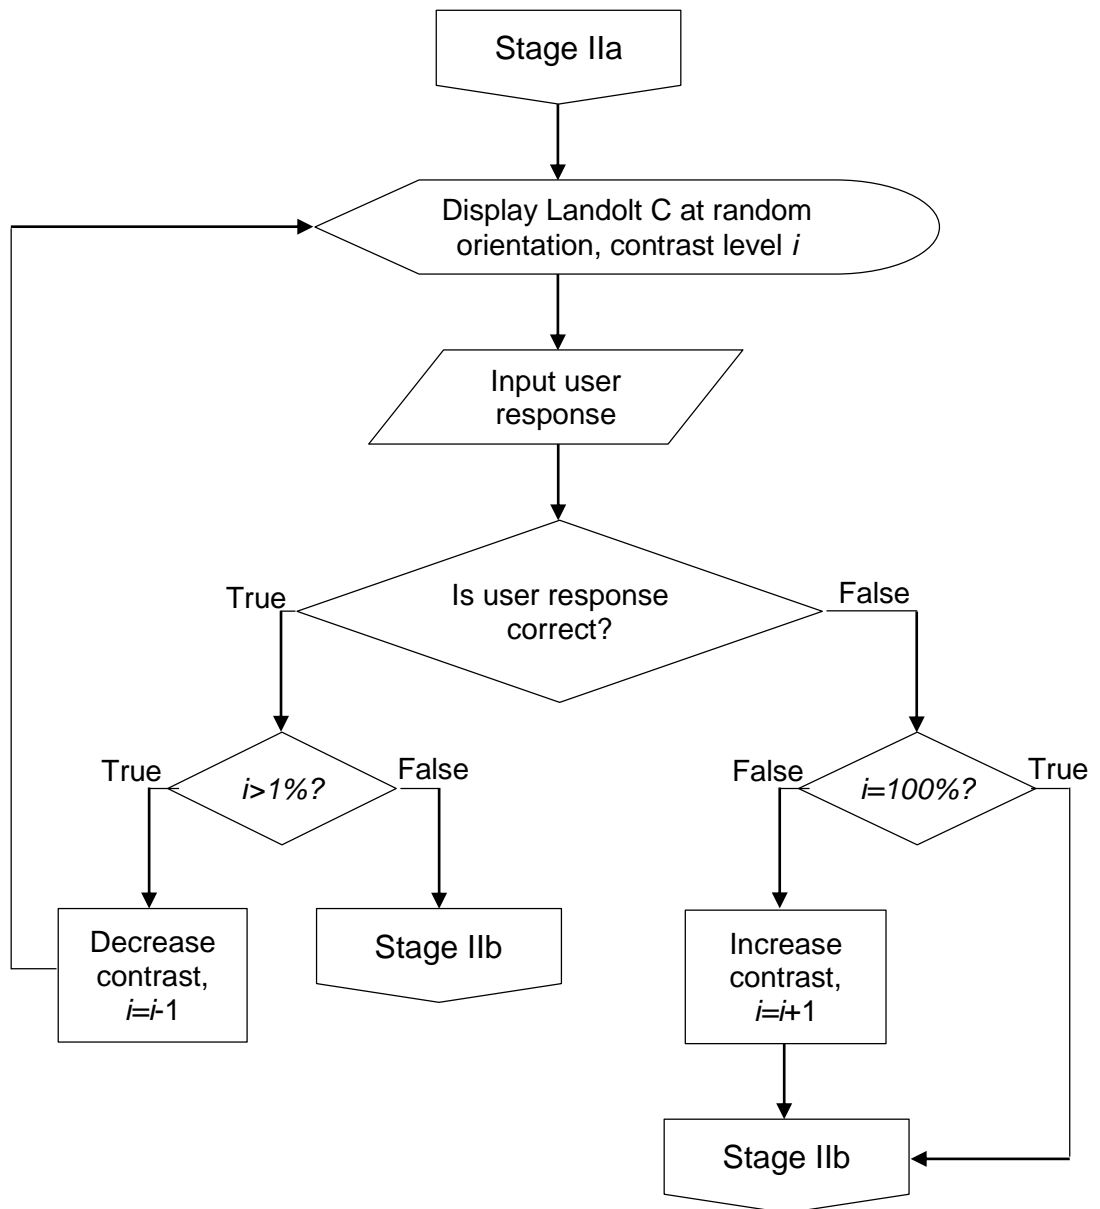 Stage IIa
Display Landolt C at random
orientation, contrast level i
Input user
response
True
Is user response
correct?
False
True
i>1%?
False
False
i=100%?
True
Decrease
contrast,
i=i-1
Stage IIb
Increase
contrast,
i=i+1
Stage IIb